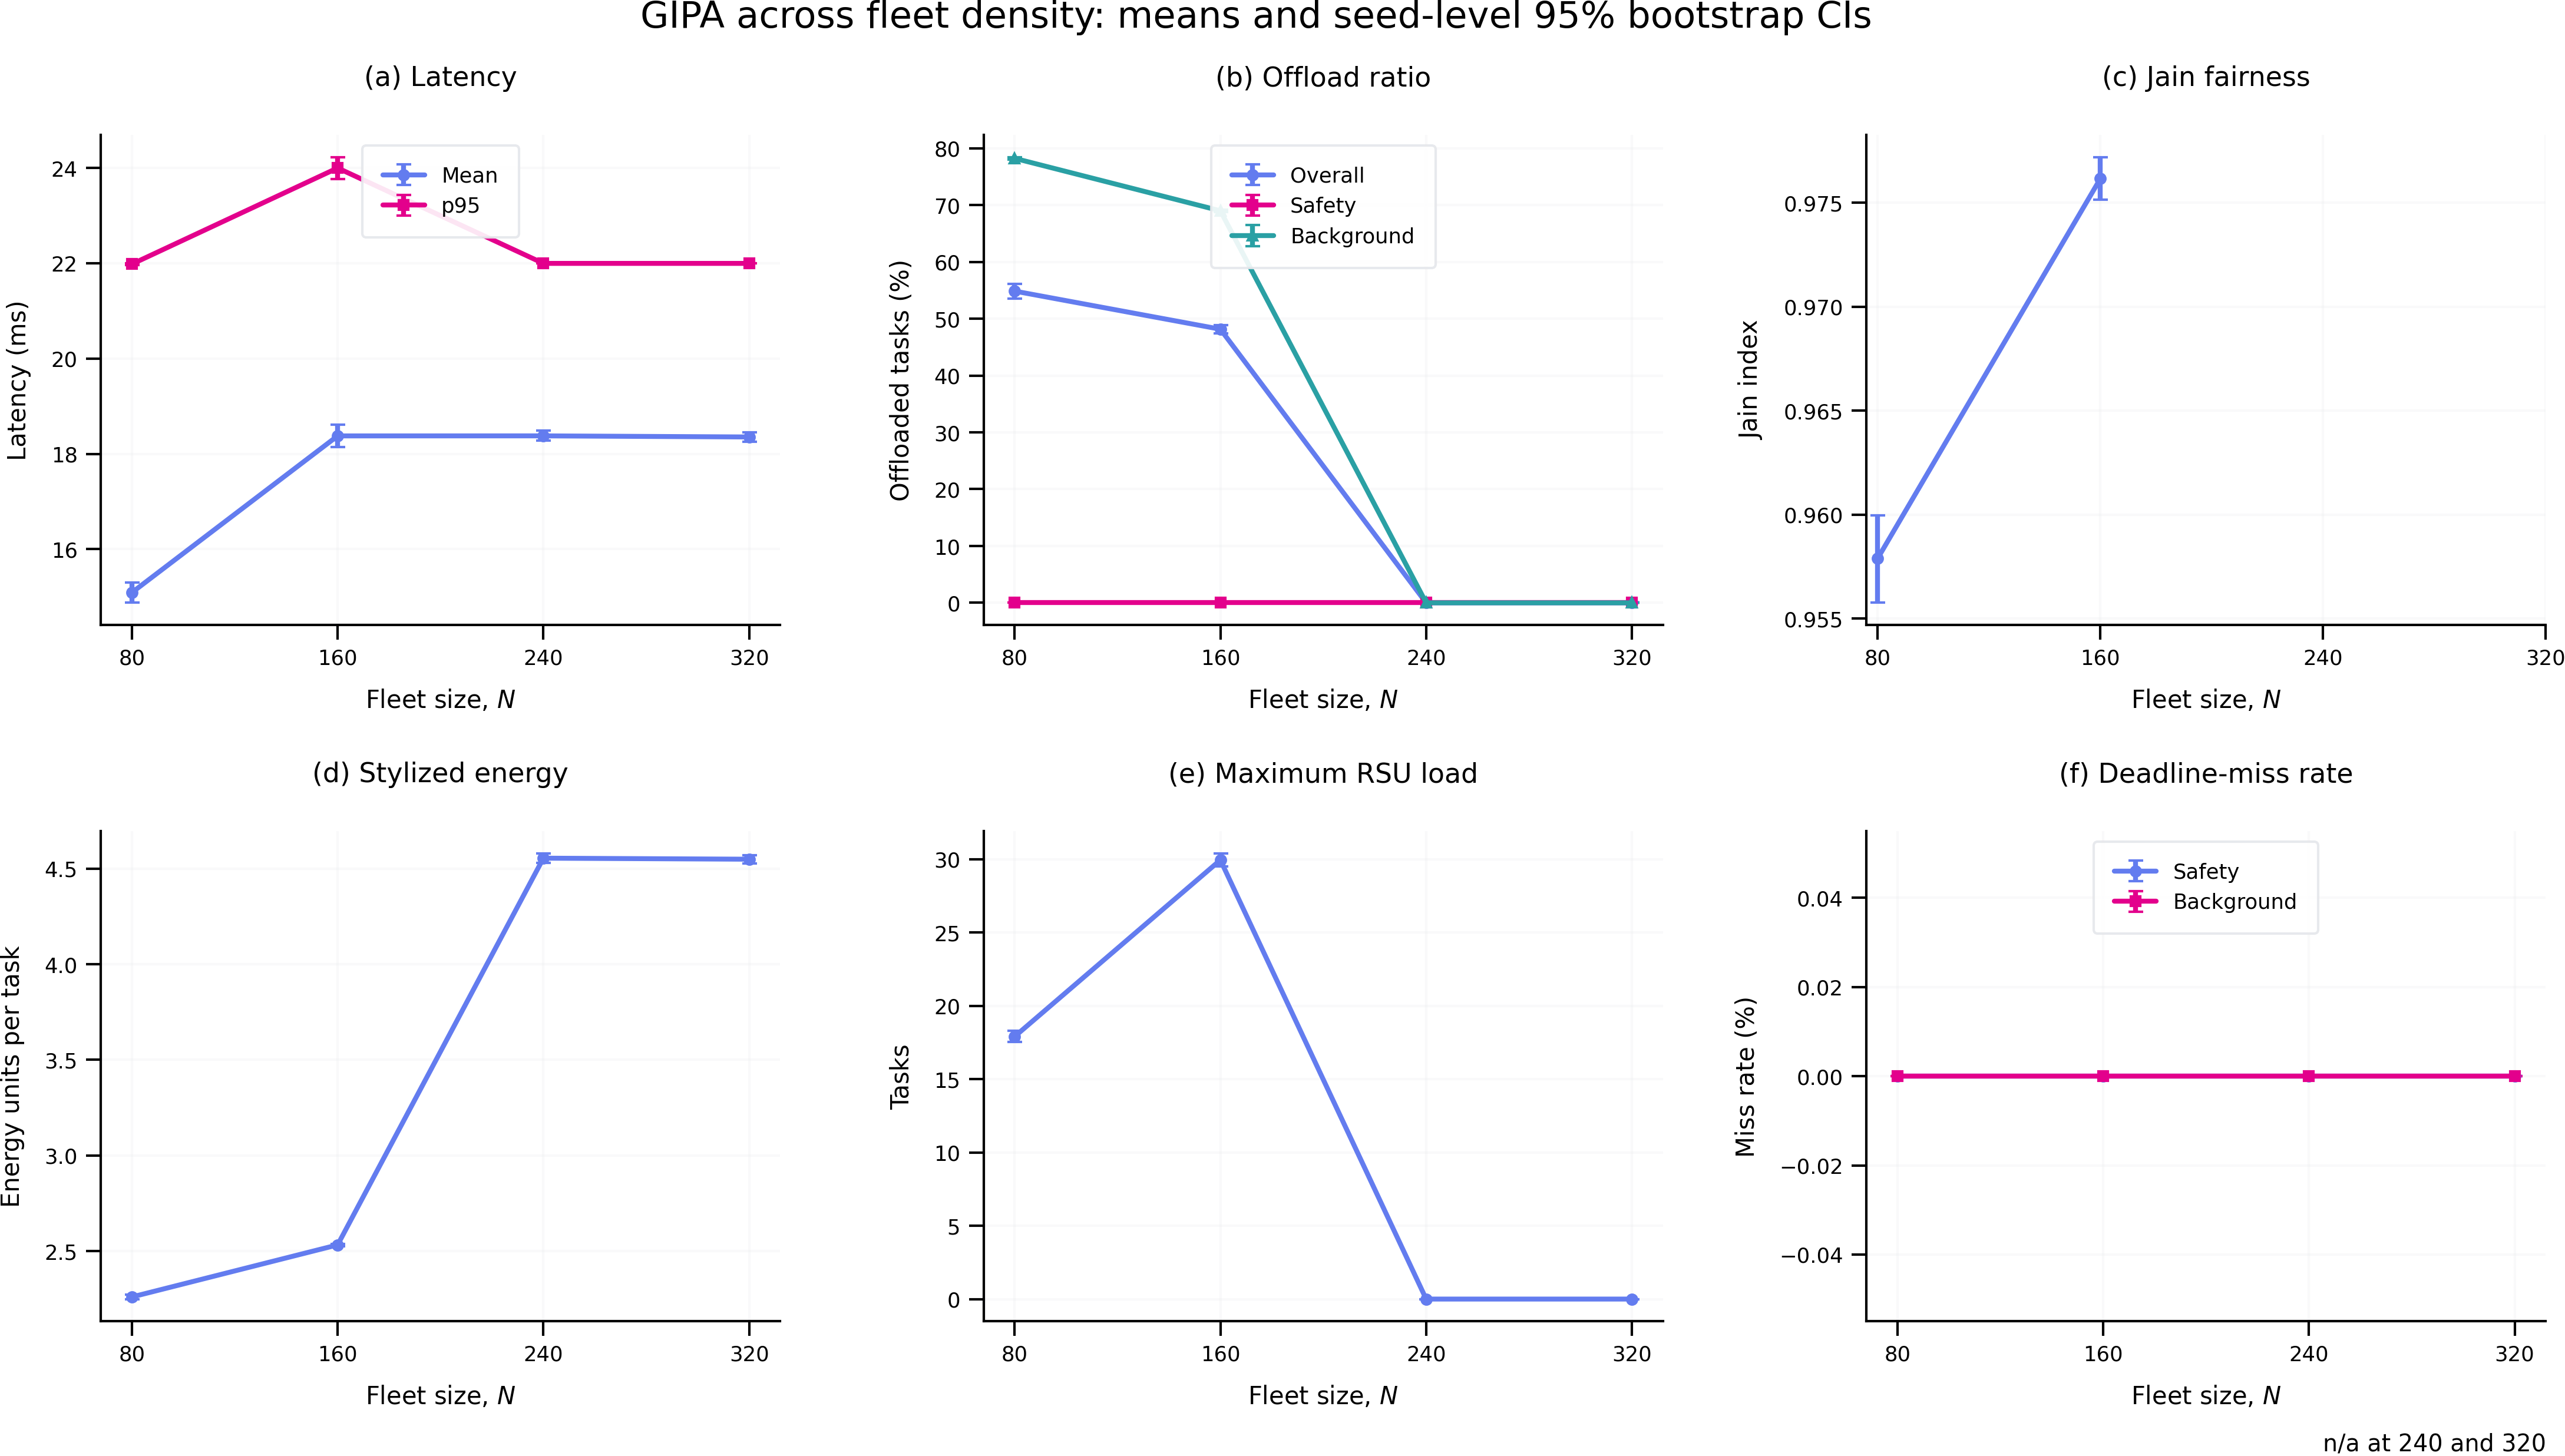 GIPA across fleet density: means and seed-level 95% bootstrap CIs
(a) Latency
24
22
20
18
16
Latency (ms)
Mean
p95
80 160 240 320
Fleet size, N
(b) Offload ratio
80
70
60
50
40
30
20
10
0
Offloaded tasks (%)
Overall
Safety
Background
80 160 240 320
Fleet size, N
(c) Jain fairness
0.975
0.970
0.965
0.960
0.955
Jain index
80 160 240 320
Fleet size, N
(d) Stylized energy
4.5
4.0
3.5
3.0
2.5
Energy units per task
80 160 240 320
Fleet size, N
(e) Maximum RSU load
30
25
20
15
10
5
0
Tasks
80 160 240 320
Fleet size, N
(f) Deadline-miss rate
0.04
0.02
0.00
−0.02
−0.04
Miss rate (%)
Safety
Background
80 160 240 320
Fleet size, N
n/a at 240 and 320